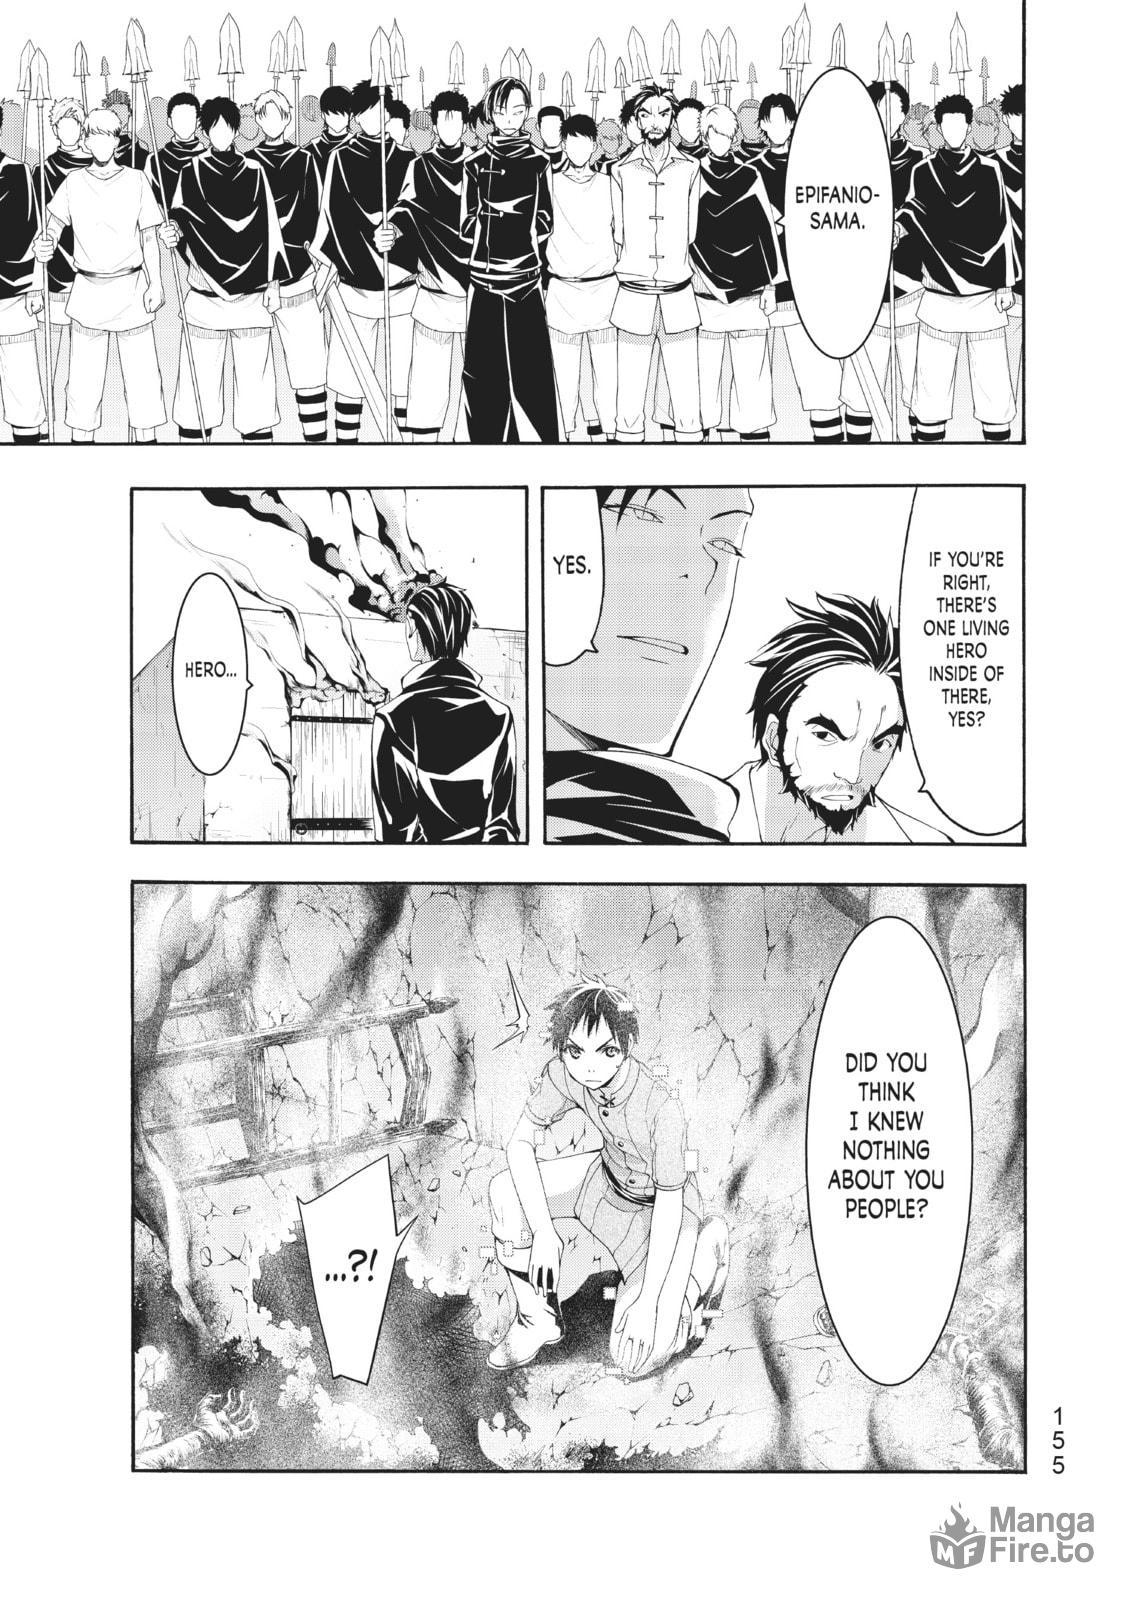 EPIFANIO-
SAMA.
IF YOU'RE
RIGHT,
THERE'S
ONE LIVING
HERO
INSIDE OF
THERE,
YES?
YES.
HERO...
DID YOU
THINK
I KNEW
NOTHING
ABOUT YOU
PEOPLE?
...?!
155
Manga
Fire.to
MF